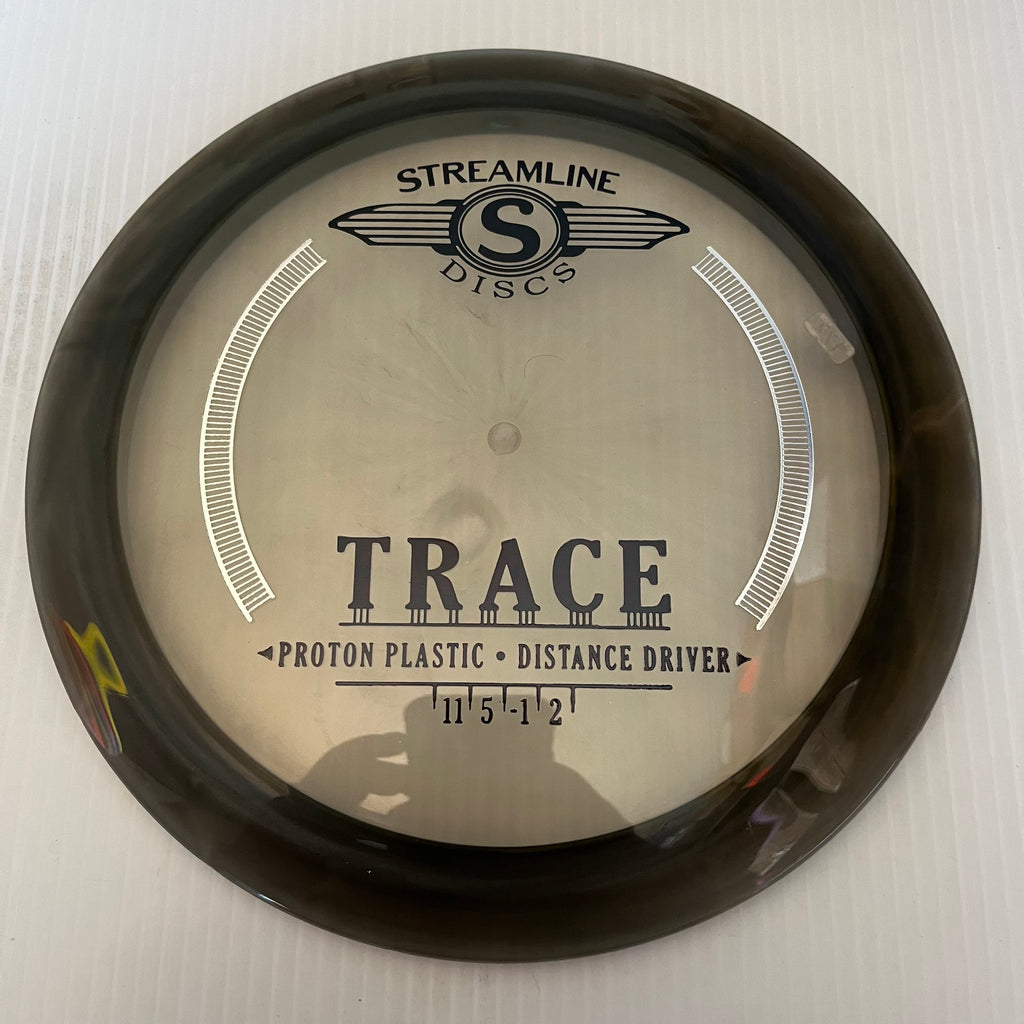 STREAMLINE
S
DISCS
TRACE
PROTON PLASTIC • DISTANCE DRIVER
11 5 -1 2